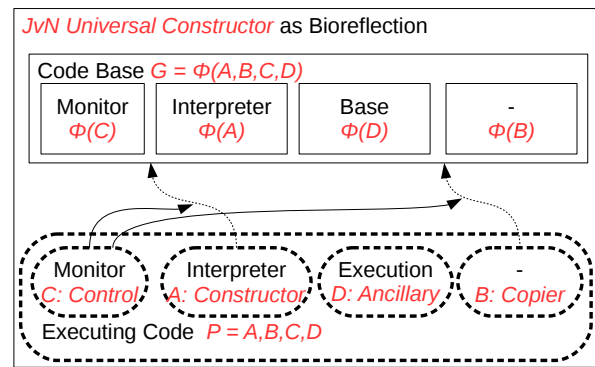 JvN Universal Constructor as Bioreflection
Code Base G = Φ(A,B,C,D)
Monitor
Φ(C)
Interpreter
Φ(A)
Base
Φ(D)
-
Φ(B)
Monitor
C: Control
Interpreter
A: Constructor
Execution
D: Ancillary
-
B: Copier
Executing Code P = A,B,C,D